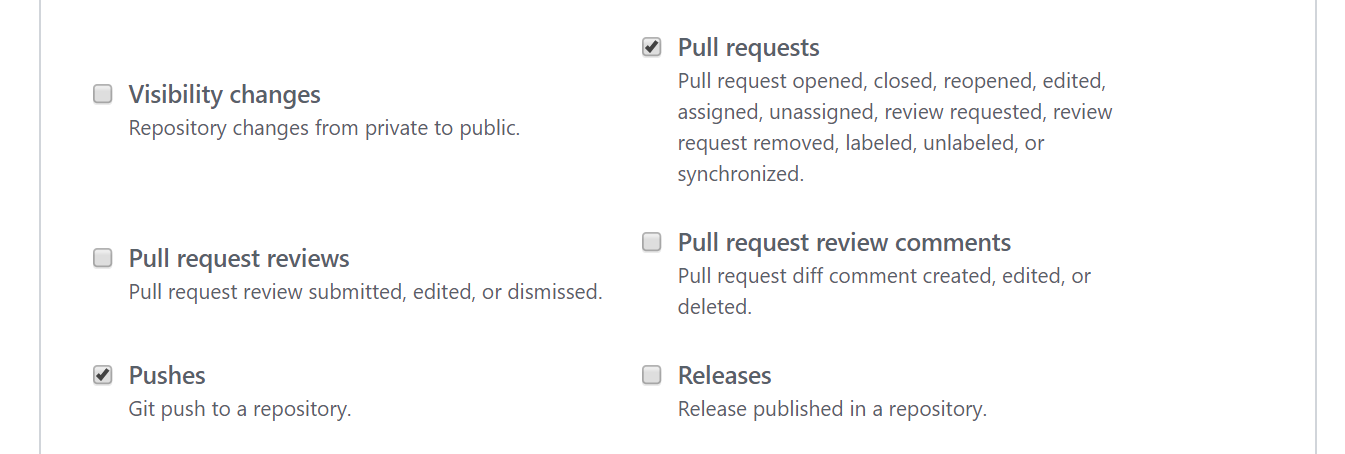 Visibility changes
Repository changes from private to public.
Pull requests
Pull request opened, closed, reopened, edited,
assigned, unassigned, review requested, review
request removed, labeled, unlabeled, or
synchronized.
Pull request reviews
Pull request review submitted, edited, or dismissed.
Pull request review comments
Pull request diff comment created, edited, or
deleted.
Pushes
Git push to a repository.
Releases
Release published in a repository.